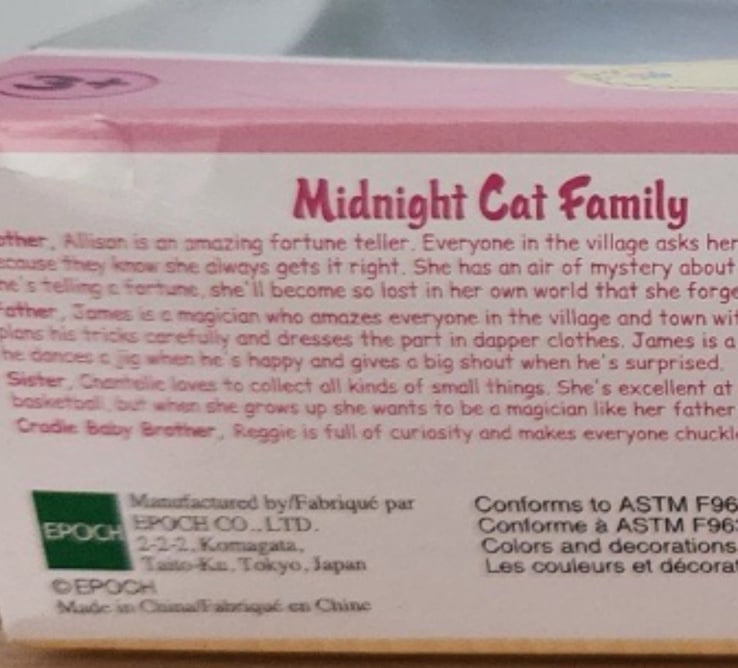 3+
Midnight Cat Family
other, Allison is an amazing fortune teller. Everyone in the village asks her
ecause they know she always gets it right. She has an air of mystery about
he's telling a fortune, she'll become so lost in her own world that she forge
Father, James is a magician who amazes everyone in the village and town wit
plans his tricks carefully and dresses the part in dapper clothes. James is a
he dances a jig when he's happy and gives a big shout when he's surprised.
Sister, Chantelle loves to collect all kinds of small things. She's excellent at
basketball, but when she grows up she wants to be a magician like her father
Cradle Baby Brother, Reggie is full of curiosity and makes everyone chuckle
EPOCH
Manufactured by/Fabriqué par
EPOCH CO.,LTD.
2-2-2, Komagata,
Taito-Ku, Tokyo, Japan
©EPOCH
Made in China/Fabriqué en Chine
Conforms to ASTM F96
Conforme à ASTM F963
Colors and decorations
Les couleurs et décorat